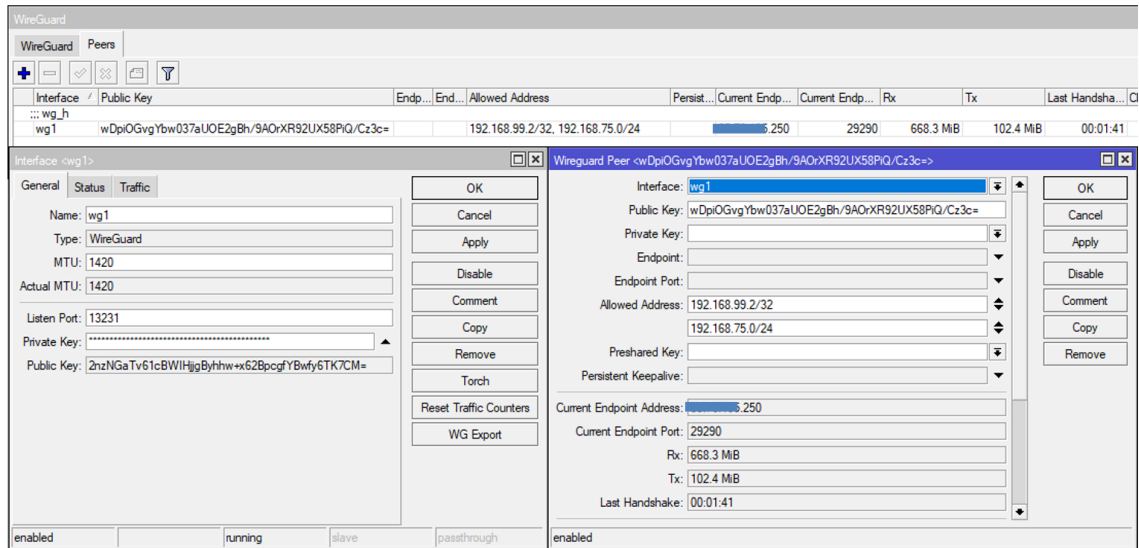 WireGuard
WireGuard Peers
Interface Public Key Endp... End... Allowed Address Persist... Current Endp... Current Endp... Rx Tx Last Handsha...
::: wg_h
wg1 wDpiOGvgYbw037aUOE2gBh/9AOrXR92UX58PiQ/Cz3c= 192.168.99.2/32, 192.168.75.0/24 .250 29290 668.3 MiB 102.4 MiB 00:01:41
Interface <wg1>
General Status Traffic
Name: wg1
Type: WireGuard
MTU: 1420
Actual MTU: 1420
Listen Port: 13231
Private Key: ********************************************
Public Key: 2nzNGaTv61cBWIHjjgByhhw+x62BpcgfYBwfy6TK7CM=
OK
Cancel
Apply
Disable
Comment
Copy
Remove
Torch
Reset Traffic Counters
WG Export
enabled running slave passthrough
Wireguard Peer <wDpiOGvgYbw037aUOE2gBh/9AOrXR92UX58PiQ/Cz3c=>
Interface: wg1
Public Key: wDpiOGvgYbw037aUOE2gBh/9AOrXR92UX58PiQ/Cz3c=
Private Key:
Endpoint:
Endpoint Port:
Allowed Address: 192.168.99.2/32
192.168.75.0/24
Preshared Key:
Persistent Keepalive:
Current Endpoint Address: .250
Current Endpoint Port: 29290
Rx: 668.3 MiB
Tx: 102.4 MiB
Last Handshake: 00:01:41
OK
Cancel
Apply
Disable
Comment
Copy
Remove
enabled